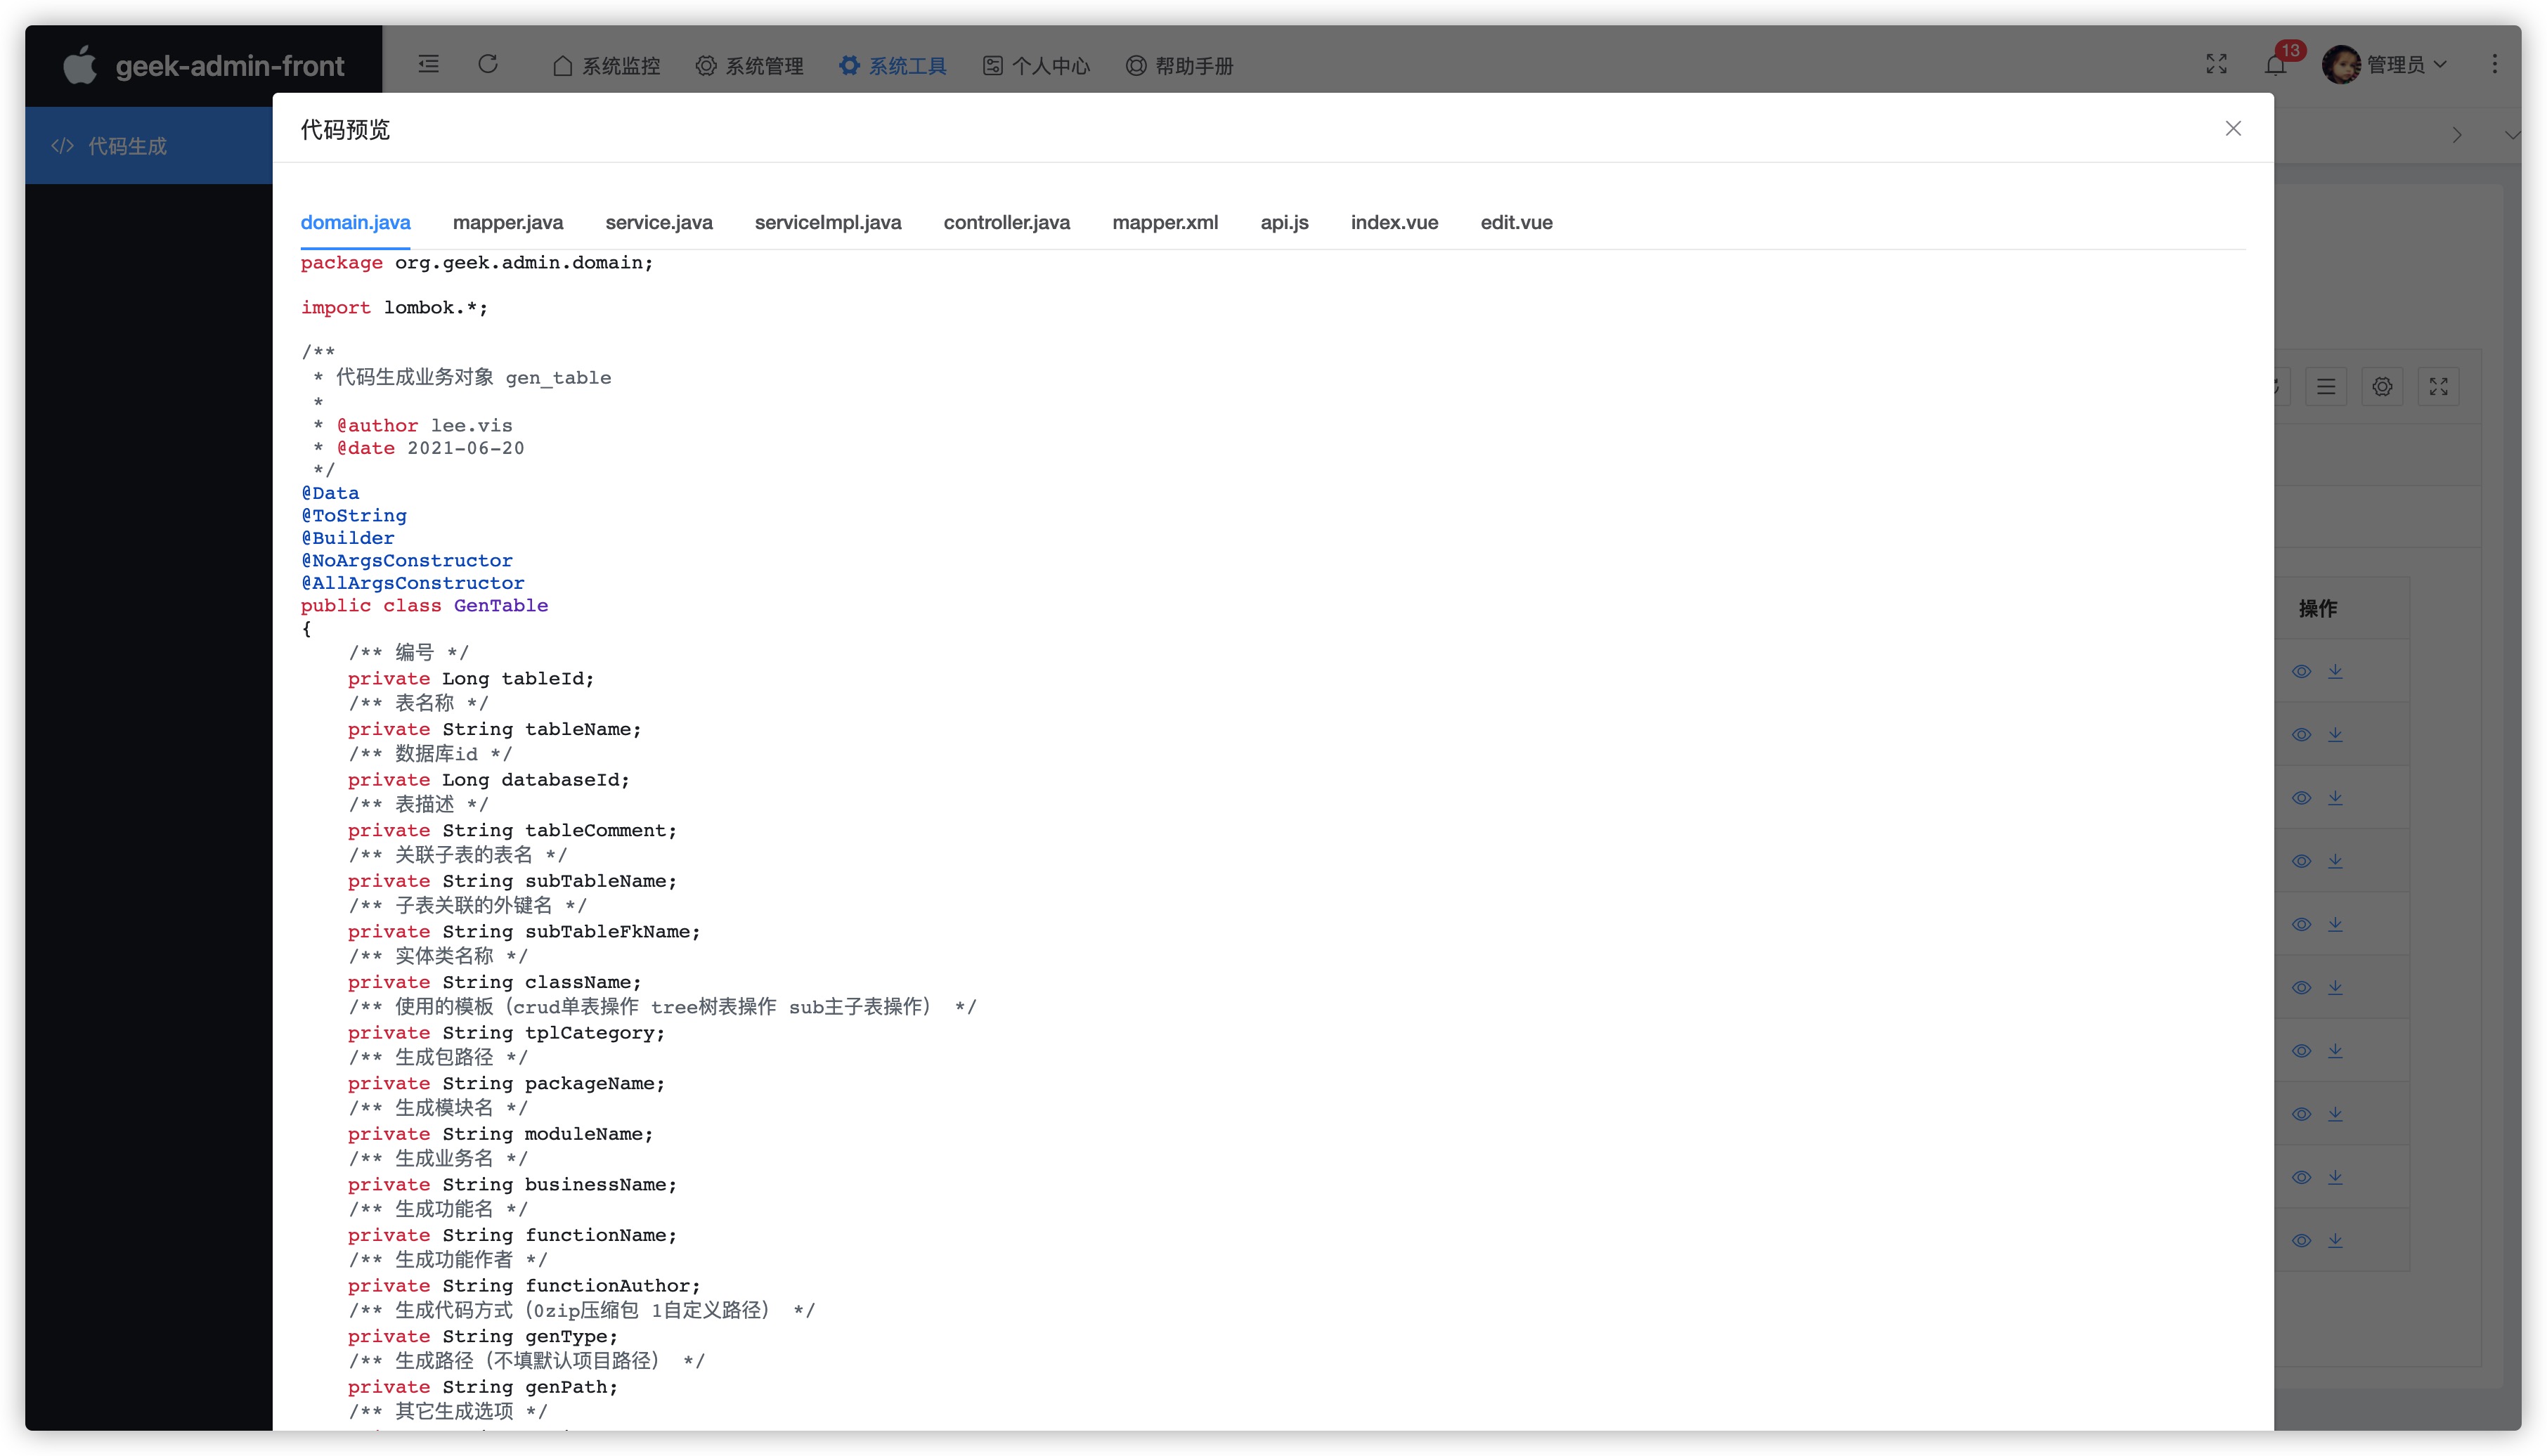 geek-admin-front
系统监控 系统管理 系统工具 个人中心 帮助手册
13
管理员
代码生成
代码预览
domain.java mapper.java service.java serviceImpl.java controller.java mapper.xml api.js index.vue edit.vue
package org.geek.admin.domain;
import lombok.*;
/**
* 代码生成业务对象 gen_table
*
* @author lee.vis
* @date 2021-06-20
*/
@Data
@ToString
@Builder
@NoArgsConstructor
@AllArgsConstructor
public class GenTable
{
/** 编号 */
private Long tableId;
/** 表名称 */
private String tableName;
/** 数据库id */
private Long databaseId;
/** 表描述 */
private String tableComment;
/** 关联子表的表名 */
private String subTableName;
/** 子表关联的外键名 */
private String subTableFkName;
/** 实体类名称 */
private String className;
/** 使用的模板（crud单表操作 tree树表操作 sub主子表操作） */
private String tplCategory;
/** 生成包路径 */
private String packageName;
/** 生成模块名 */
private String moduleName;
/** 生成业务名 */
private String businessName;
/** 生成功能名 */
private String functionName;
/** 生成功能作者 */
private String functionAuthor;
/** 生成代码方式（0zip压缩包 1自定义路径） */
private String genType;
/** 生成路径（不填默认项目路径） */
private String genPath;
/** 其它生成选项 */
操作